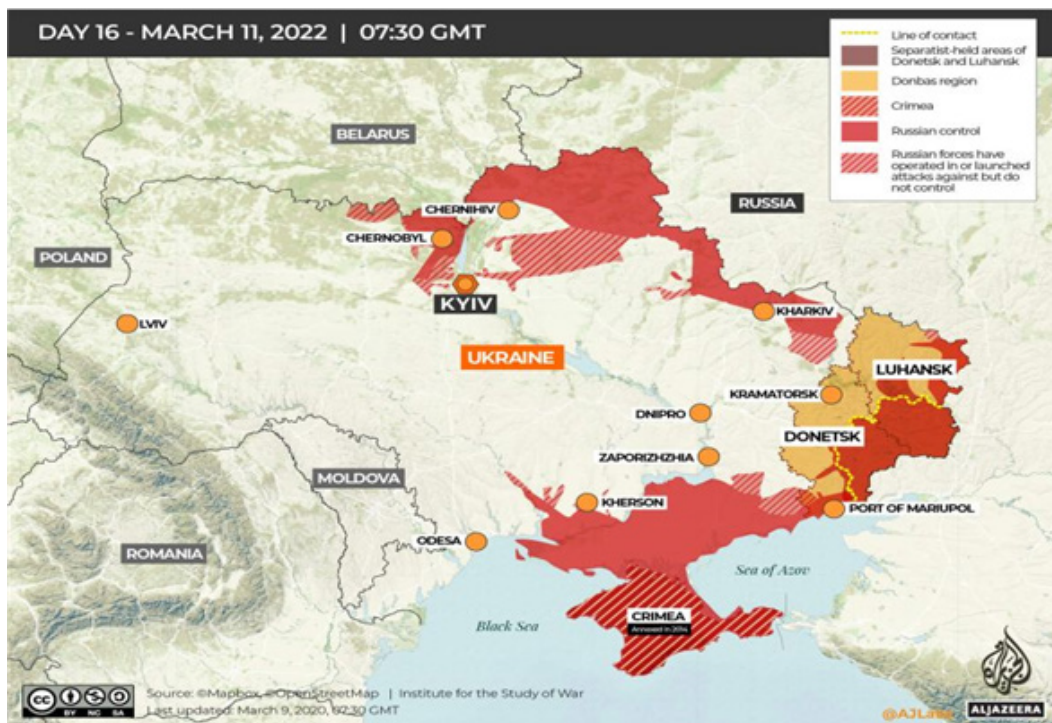 DAY 16 - MARCH 11, 2022 | 07:30 GMT
Line of contact
Separatist-held areas of
Donetsk and Luhansk
Donbas region
Crimea
Russian control
Russian forces have
operated in or launched
attacks against but do
not control
BELARUS
RUSSIA
CHERNIHIV
CHERNOBYL
POLAND
KYIV
LVIV
KHARKIV
UKRAINE
LUHANSK
KRAMATORSK
DNIPRO
DONETSK
ZAPORIZHZHIA
MOLDOVA
KHERSON
PORT OF MARIUPOL
ODESA
ROMANIA
Sea of Azov
CRIMEA
Annexed in 2014
Black Sea
cc BY NC SA
Source: ©Mapbox, ©OpenStreetMap | Institute for the Study of War
Last updated: March 9, 2020, 07:30 GMT
ALJAZEERA